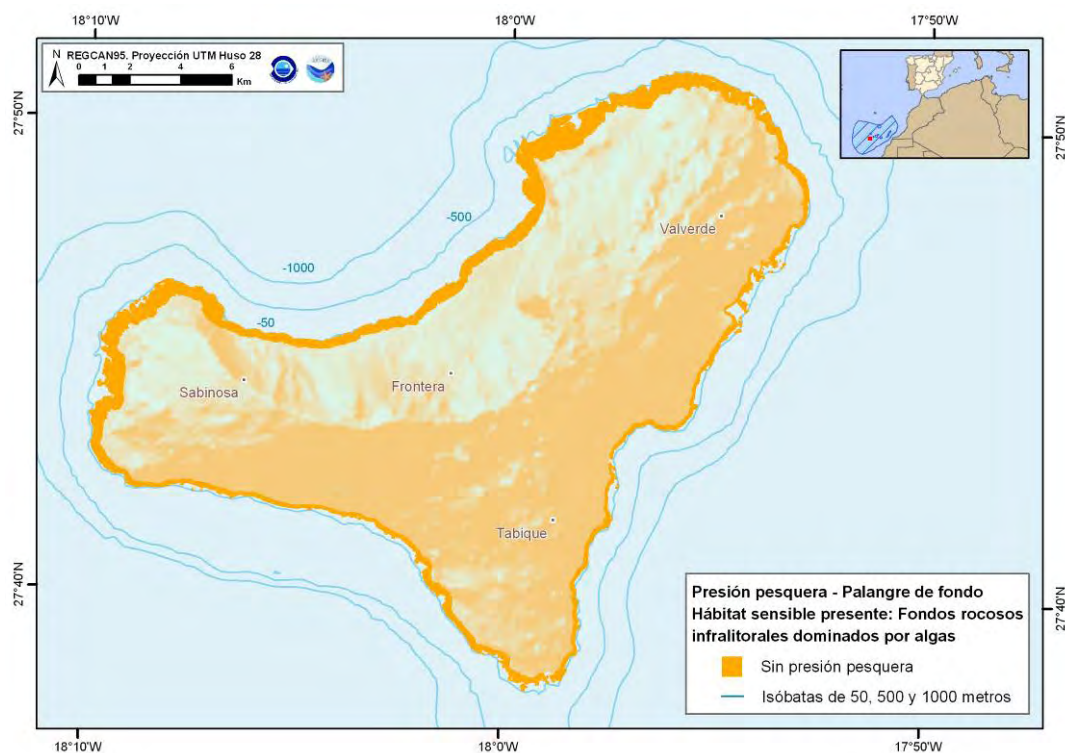 18°10'W
18°0'W
17°50'W
N
REGCAN95. Proyección UTM Huso 28
0 1 2 4 6
Km
27°50'N
27°50'N
-500
Valverde
-1000
-50
Sabinosa
Frontera
Tabique
27°40'N
27°40'N
Presión pesquera - Palangre de fondo
Hábitat sensible presente: Fondos rocosos
infralitorales dominados por algas
Sin presión pesquera
Isóbatas de 50, 500 y 1000 metros
18°10'W
18°0'W
17°50'W